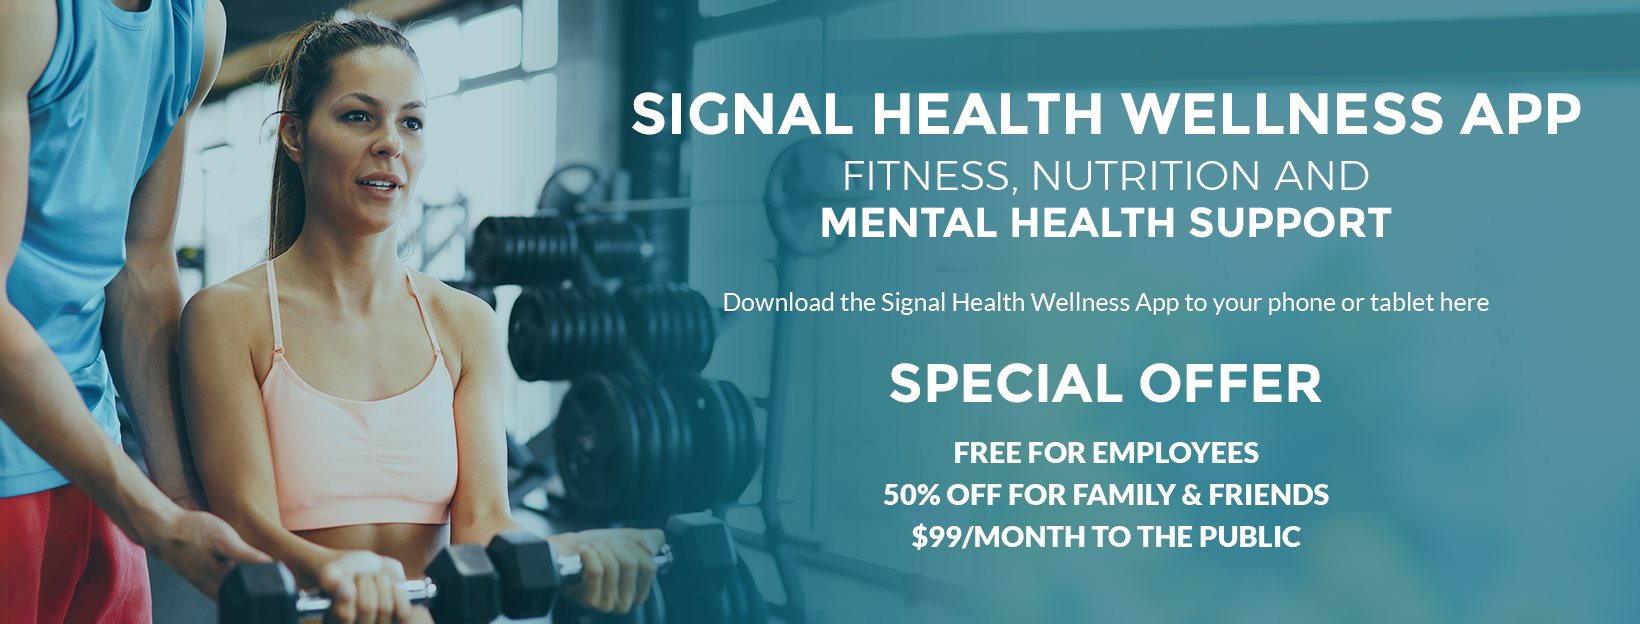 SIGNAL HEALTH WELLNESS APP
FITNESS, NUTRITION AND
MENTAL HEALTH SUPPORT
Download the Signal Health Wellness App to your phone or tablet here
SPECIAL OFFER
FREE FOR EMPLOYEES
50% OFF FOR FAMILY & FRIENDS
$99/MONTH TO THE PUBLIC